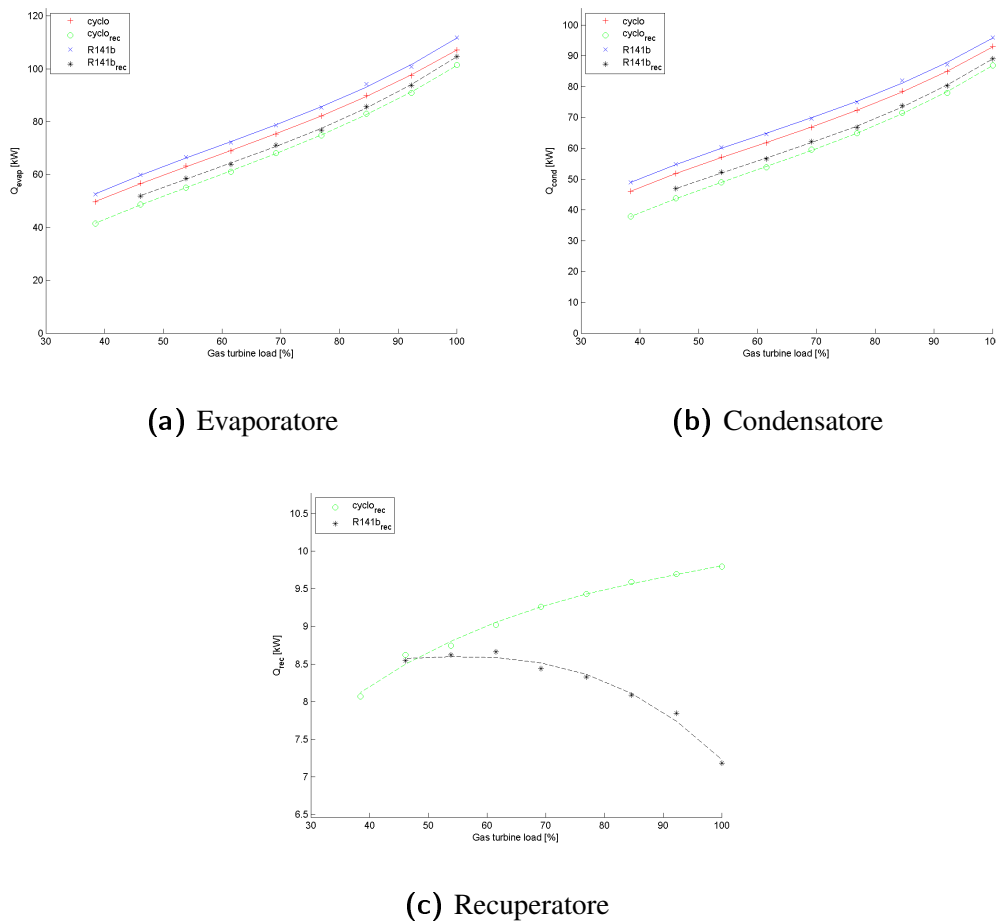 cyclo
cyclo_rec
R141b
R141b_rec
120
100
80
60
40
20
0
Q_evap [kW]
30 40 50 60 70 80 90 100
Gas turbine load [%]
(a) Evaporatore
cyclo
cyclo_rec
R141b
R141b_rec
100
90
80
70
60
50
40
30
20
10
0
Q_cond [kW]
30 40 50 60 70 80 90 100
Gas turbine load [%]
(b) Condensatore
cyclo_rec
R141b_rec
10.5
10
9.5
9
8.5
8
7.5
7
6.5
Q_rec [kW]
30 40 50 60 70 80 90 100
Gas turbine load [%]
(c) Recuperatore